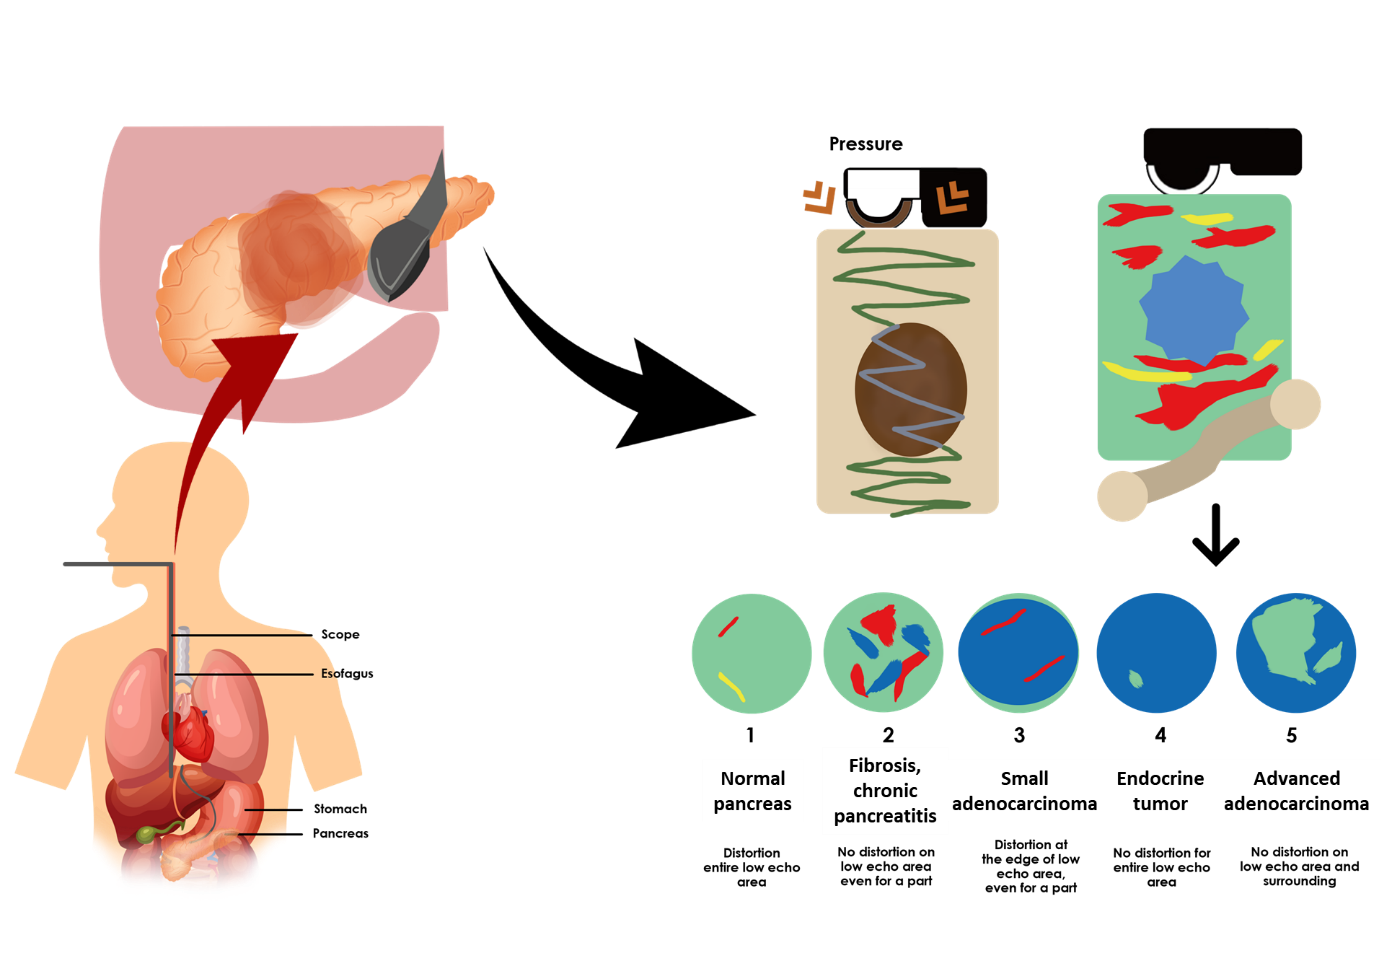 Pressure
Scope
Esofagus
Stomach
Pancreas
1
Normal
pancreas
Distortion
entire low echo
area
2
Fibrosis,
chronic
pancreatitis
No distortion on
low echo area
even for a part
3
Small
adenocarcinoma
Distortion at
the edge of low
echo area,
even for a part
4
Endocrine
tumor
No distortion for
entire low echo
area
5
Advanced
adenocarcinoma
No distortion on
low echo area and
surrounding